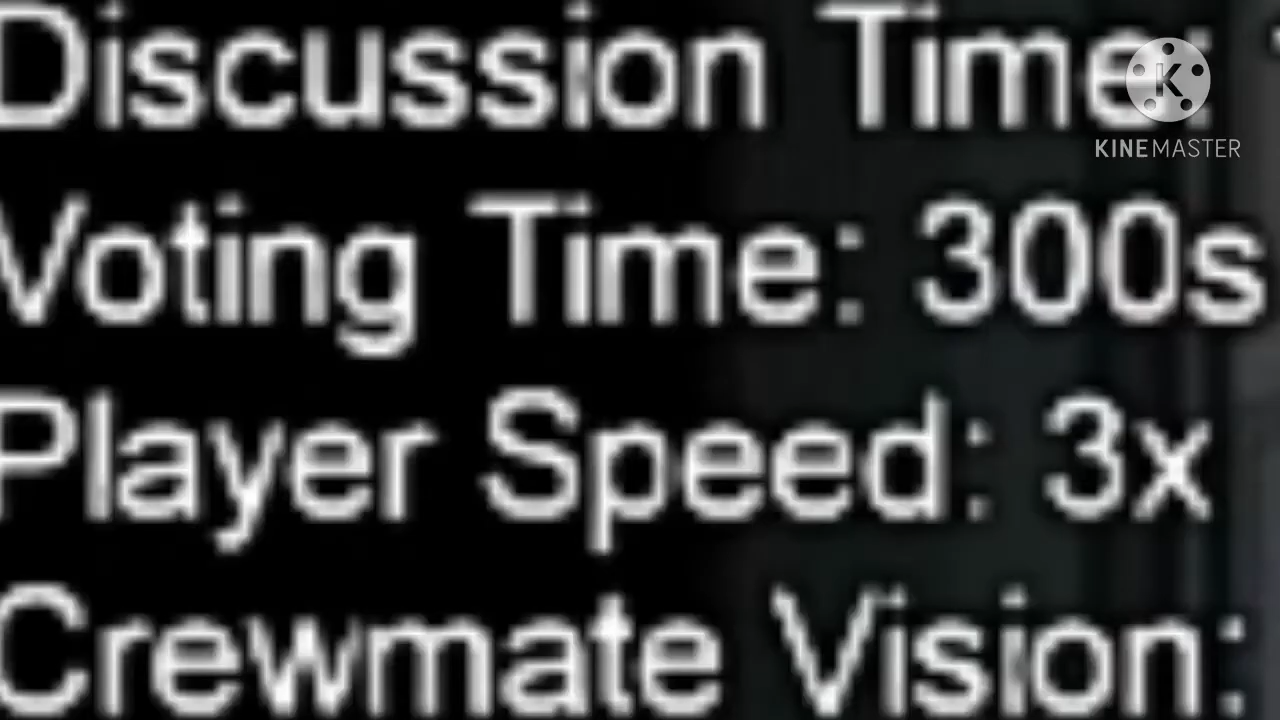 Discussion Time:
Voting Time: 300s
Player Speed: 3x
Crewmate Vision:
KINEMASTER